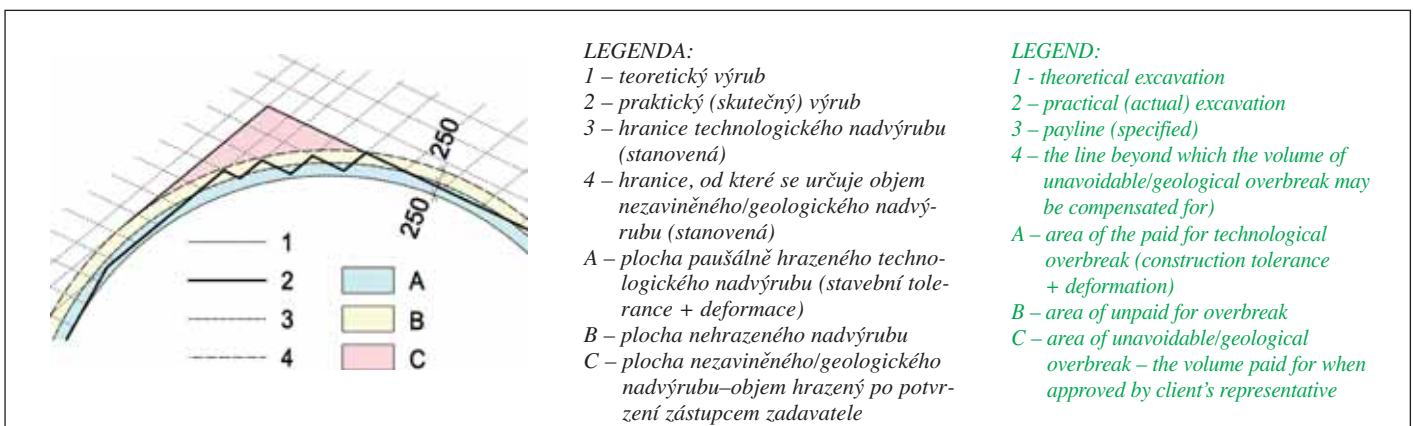 250
250
1
2
3
4
A
B
C
LEGENDA:
1 – teoretický výrub
2 – praktický (skutečný) výrub
3 – hranice technologického nadvýrubu
(stanovená)
4 – hranice, od které se určuje objem
nezaviněného/geologického nadvý-
rubu (stanovená)
A – plocha paušálně hrazeného techno-
logického nadvýrubu (stavební tole-
rance + deformace)
B – plocha nehrazeného nadvýrubu
C – plocha nezaviněného/geologického
nadvýrubu–objem hrazený po potvr-
zení zástupcem zadavatele
LEGEND:
1 - theoretical excavation
2 – practical (actual) excavation
3 – payline (specified)
4 – the line beyond which the volume of
unavoidable/geological overbreak may
be compensated for)
A – area of the paid for technological
overbreak (construction tolerance
+ deformation)
B – area of unpaid for overbreak
C – area of unavoidable/geological
overbreak – the volume paid for when
approved by client's representative